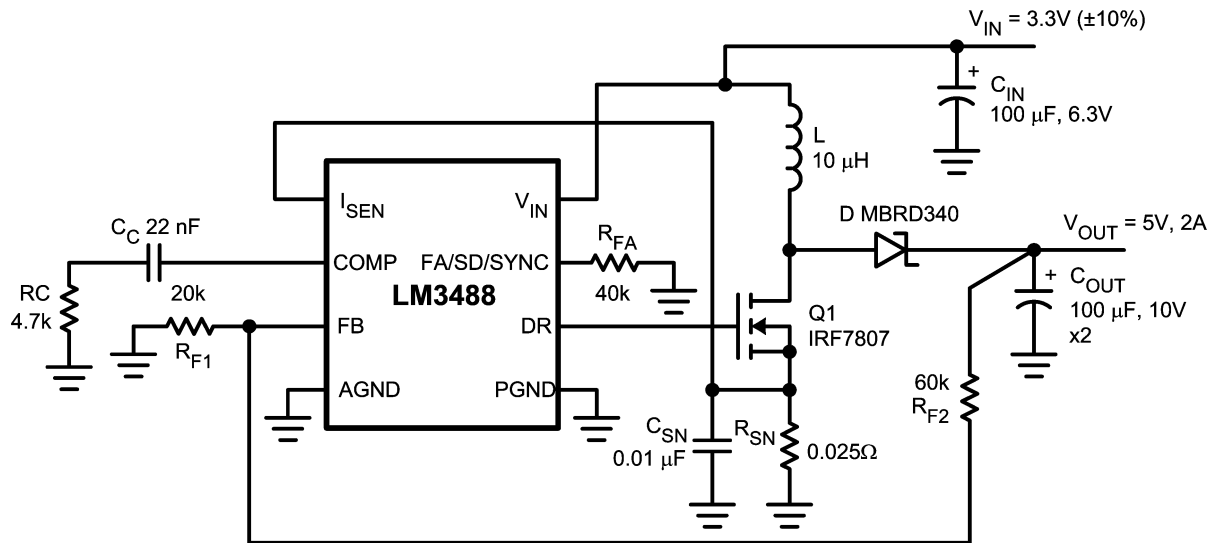 V_IN = 3.3V (±10%)
+
C_IN
100 μF, 6.3V
L
10 μH
I_SEN
V_IN
C_C 22 nF
D MBRD340
V_OUT = 5V, 2A
R_FA
COMP
FA/SD/SYNC
40k
+
C_OUT
100 μF, 10V
x2
RC
4.7k
20k
LM3488
R_F1
FB
DR
Q1
IRF7807
AGND
PGND
60k
R_F2
C_SN
0.01 μF
R_SN
0.025Ω